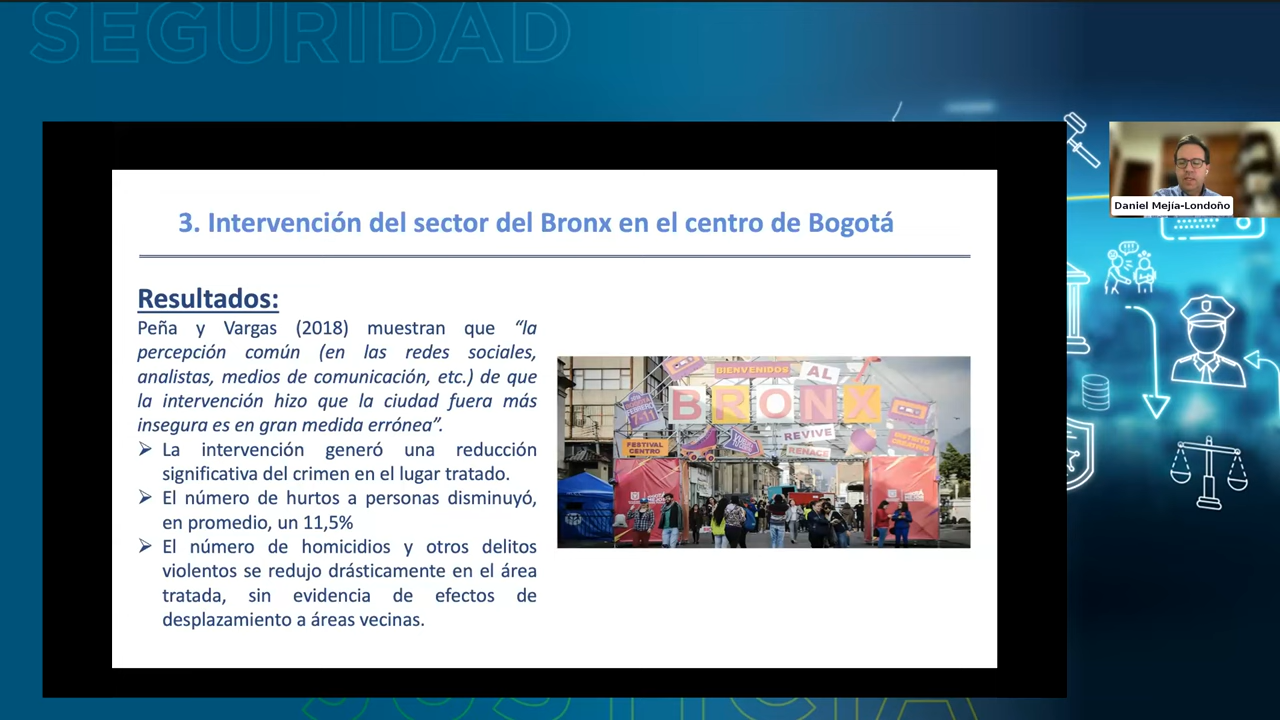 SEGURIDAD
3. Intervención del sector del Bronx en el centro de Bogotá
Resultados:
Peña y Vargas (2018) muestran que “la
percepción común (en las redes sociales,
analistas, medios de comunicación, etc.) de que
la intervención hizo que la ciudad fuera más
insegura es en gran medida errónea”.
➢ La intervención generó una reducción
significativa del crimen en el lugar tratado.
➢ El número de hurtos a personas disminuyó,
en promedio, un 11,5%
➢ El número de homicidios y otros delitos
violentos se redujo drásticamente en el área
tratada, sin evidencia de efectos de
desplazamiento a áreas vecinas.
BIENVENIDOS
AL
BRONX
REVIVE
RENACE
FESTIVAL
CENTRO
DISTRITO
CREATIVO
Daniel Mejía-Londoño
JUSTICIA